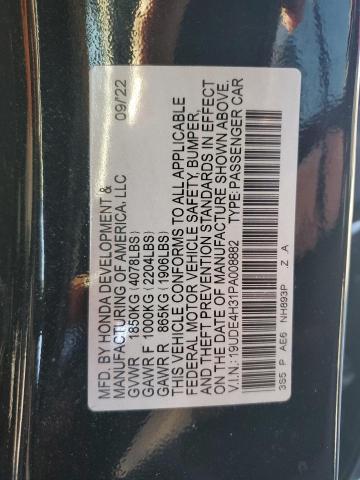 MFD. BY HONDA DEVELOPMENT &
MANUFACTURING OF AMERICA, LLC 09/22
GVWR 1850KG (4078LBS)
GAWR F 1000KG (2204LBS)
GAWR R 865KG (1906LBS)
THIS VEHICLE CONFORMS TO ALL APPLICABLE
FEDERAL MOTOR VEHICLE SAFETY, BUMPER,
AND THEFT PREVENTION STANDARDS IN EFFECT
ON THE DATE OF MANUFACTURE SHOWN ABOVE.
V.I.N.: 19UDE4H31PA008882 TYPE: PASSENGER CAR
3S5 P AE6 NH893P Z A